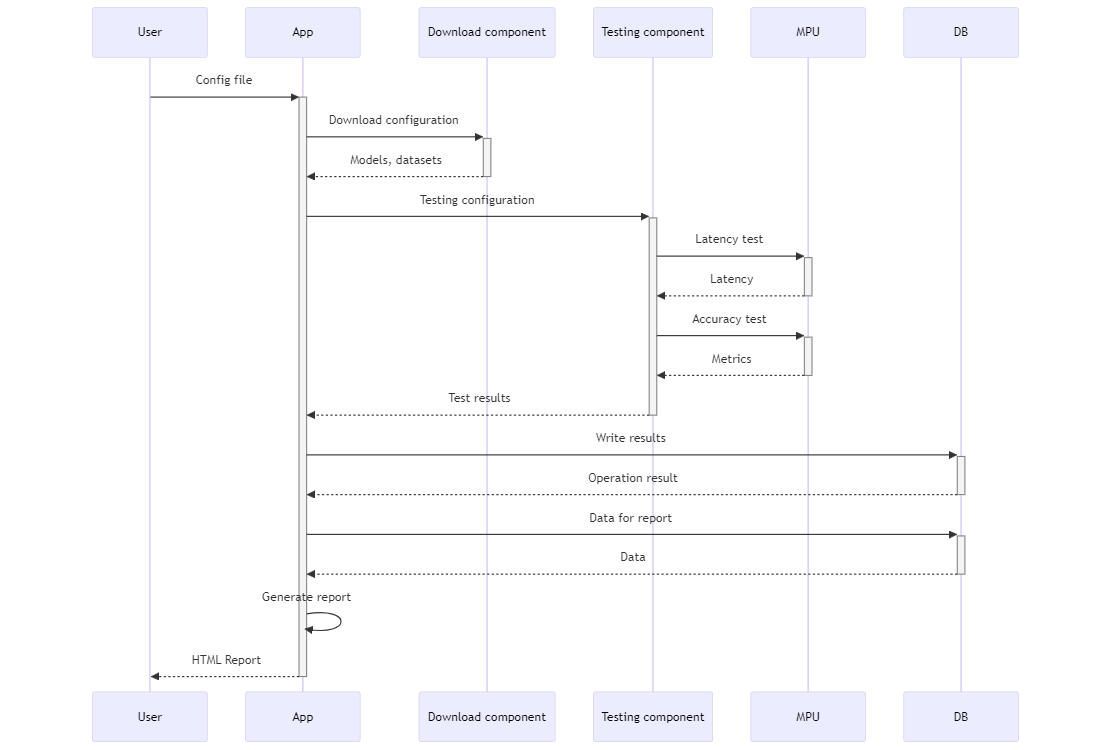 User
App
Download component
Testing component
MPU
DB
Config file
Download configuration
Models, datasets
Testing configuration
Latency test
Latency
Accuracy test
Metrics
Test results
Write results
Operation result
Data for report
Data
Generate report
HTML Report
User
App
Download component
Testing component
MPU
DB